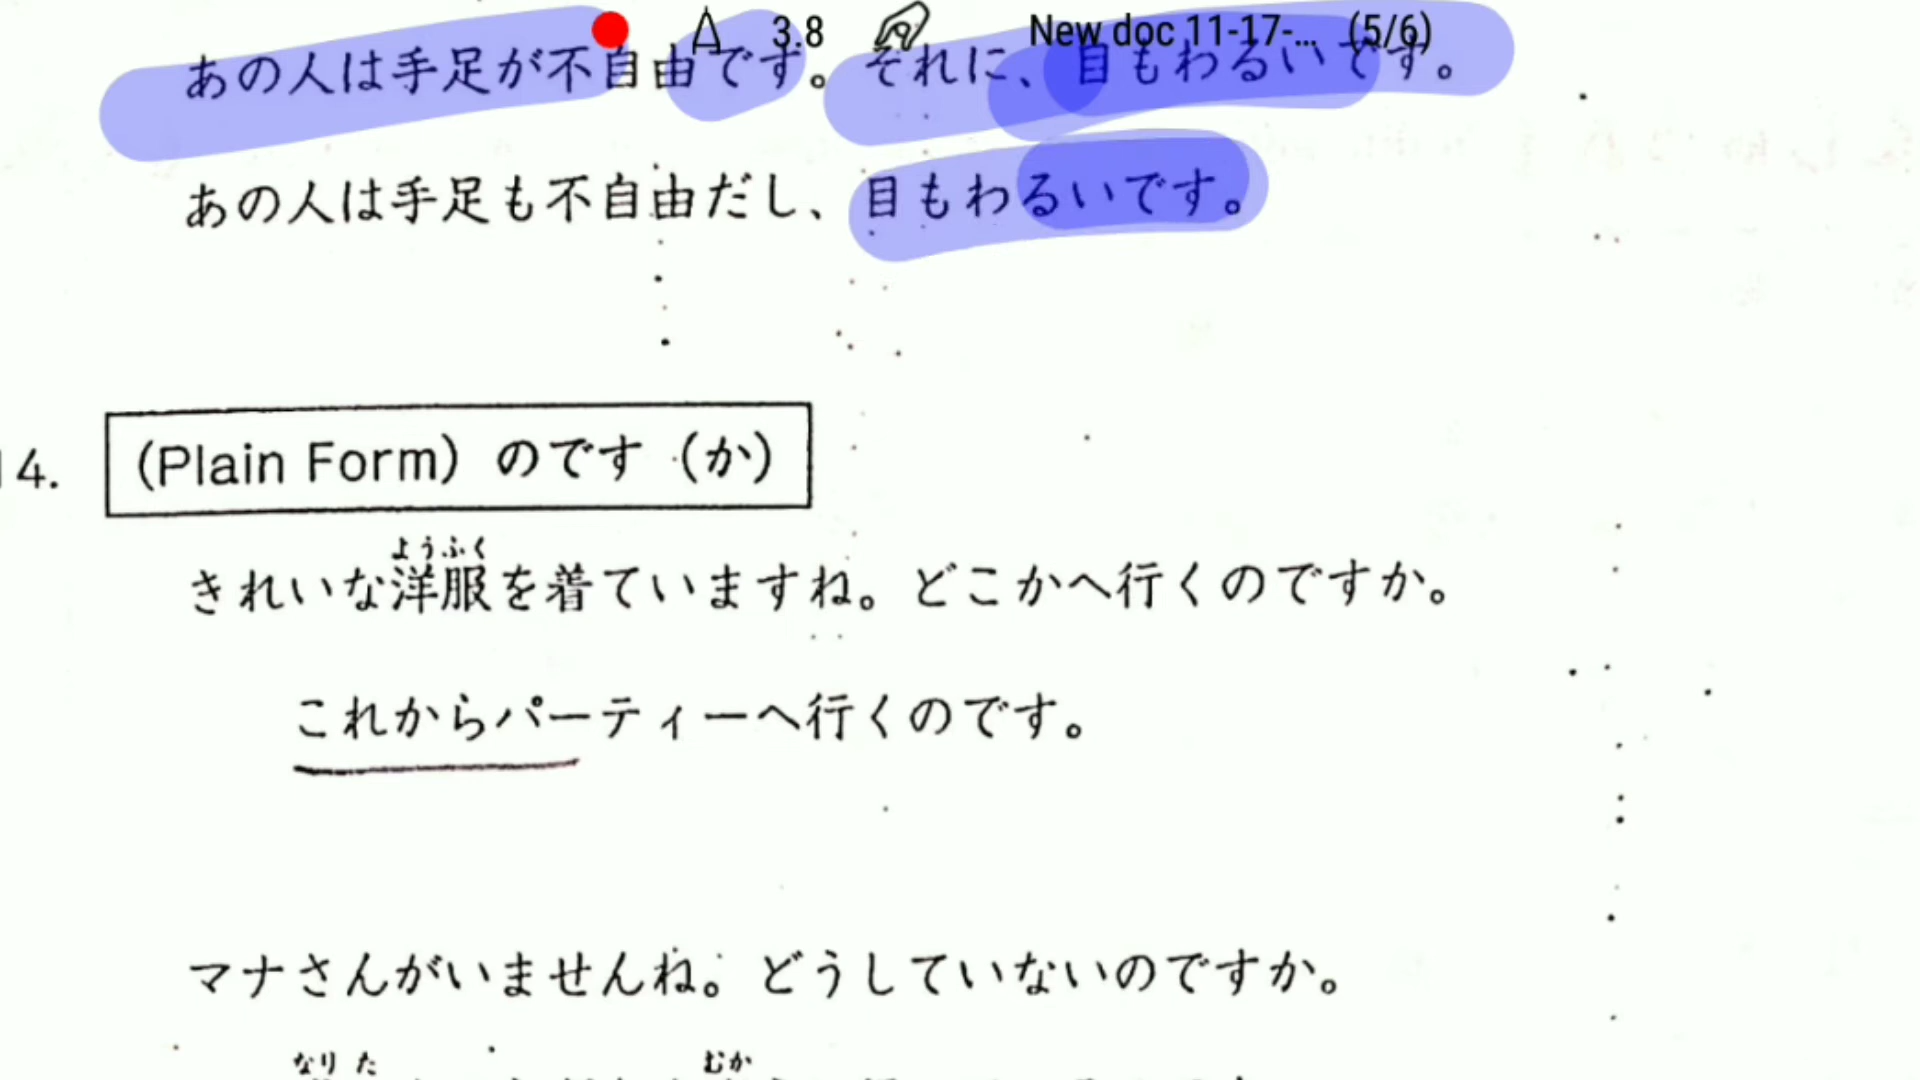 3.8 New doc 11-17-... (5/6)
あの人は手足が不自由です。それに、目もわるいです。
あの人は手足も不自由だし、目もわるいです。
14. (Plain Form) のです (か)
ようふく
きれいな洋服を着ていますね。どこかへ行くのですか。
これからパーティーへ行くのです。
マナさんがいませんね。どうしていないのですか。
なりた むか